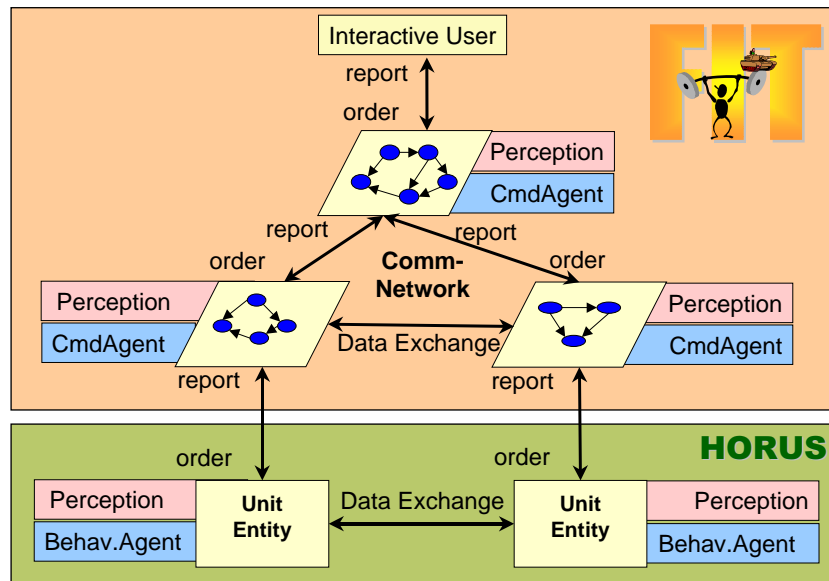 Interactive User
FIT
report
order
Perception
CmdAgent
report
report
order
Comm-
Network
order
Perception
CmdAgent
Perception
CmdAgent
Data Exchange
report
report
HORUS
order
order
Perception
Behav.Agent
Unit
Entity
Data Exchange
Unit
Entity
Perception
Behav.Agent